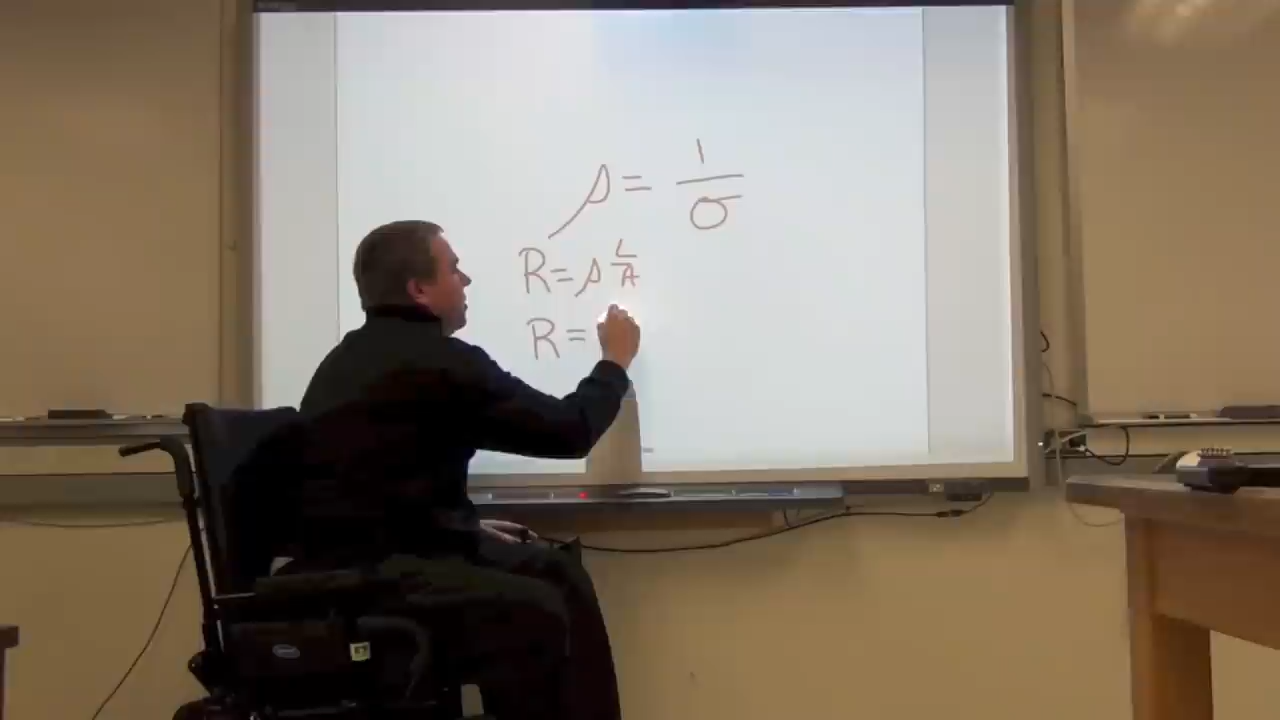 ρ = 1/σ
R = ρ L/A
R =